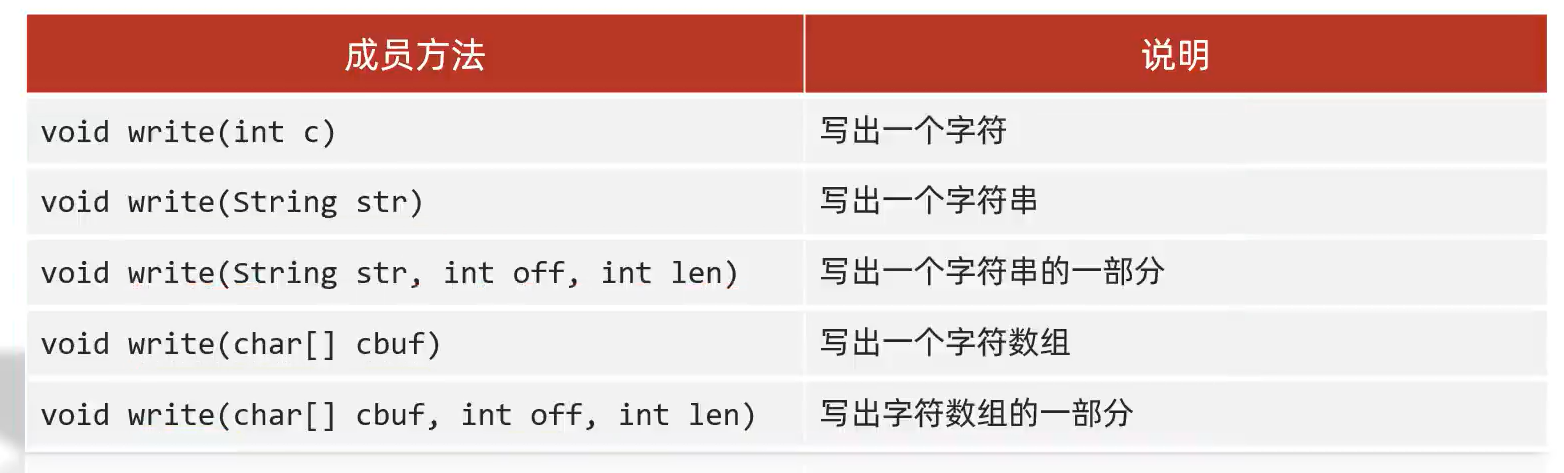 成员方法 说明
void write(int c) 写出一个字符
void write(String str) 写出一个字符串
void write(String str, int off, int len) 写出一个字符串的一部分
void write(char[] cbuf) 写出一个字符数组
void write(char[] cbuf, int off, int len) 写出字符数组的一部分